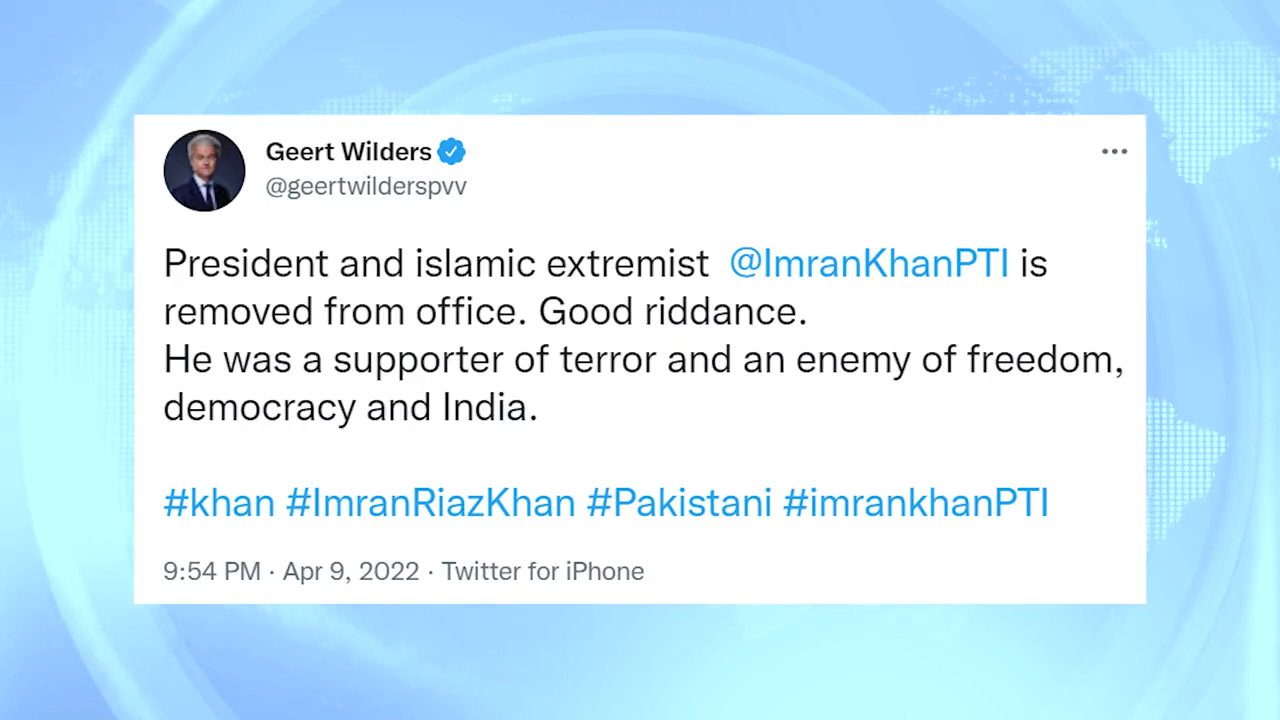 Geert Wilders
@geertwilderspvv
President and islamic extremist @ImranKhanPTI is
removed from office. Good riddance.
He was a supporter of terror and an enemy of freedom,
democracy and India.
#khan #ImranRiazKhan #Pakistani #imrankhanPTI
9:54 PM · Apr 9, 2022 · Twitter for iPhone